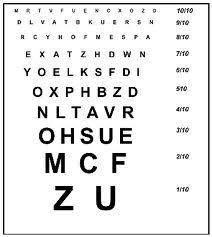 M R T V F U E N C X O Z D 10/10
D L V A T B K U E R S N 9/10
R C Y H O F M E S P A 8/10
E X A T Z H D W N 7/10
Y O E L K S F D I 6/10
O X P H B Z D 5/10
N L T A V R 4/10
O H S U E 3/10
M C F 2/10
Z U 1/10